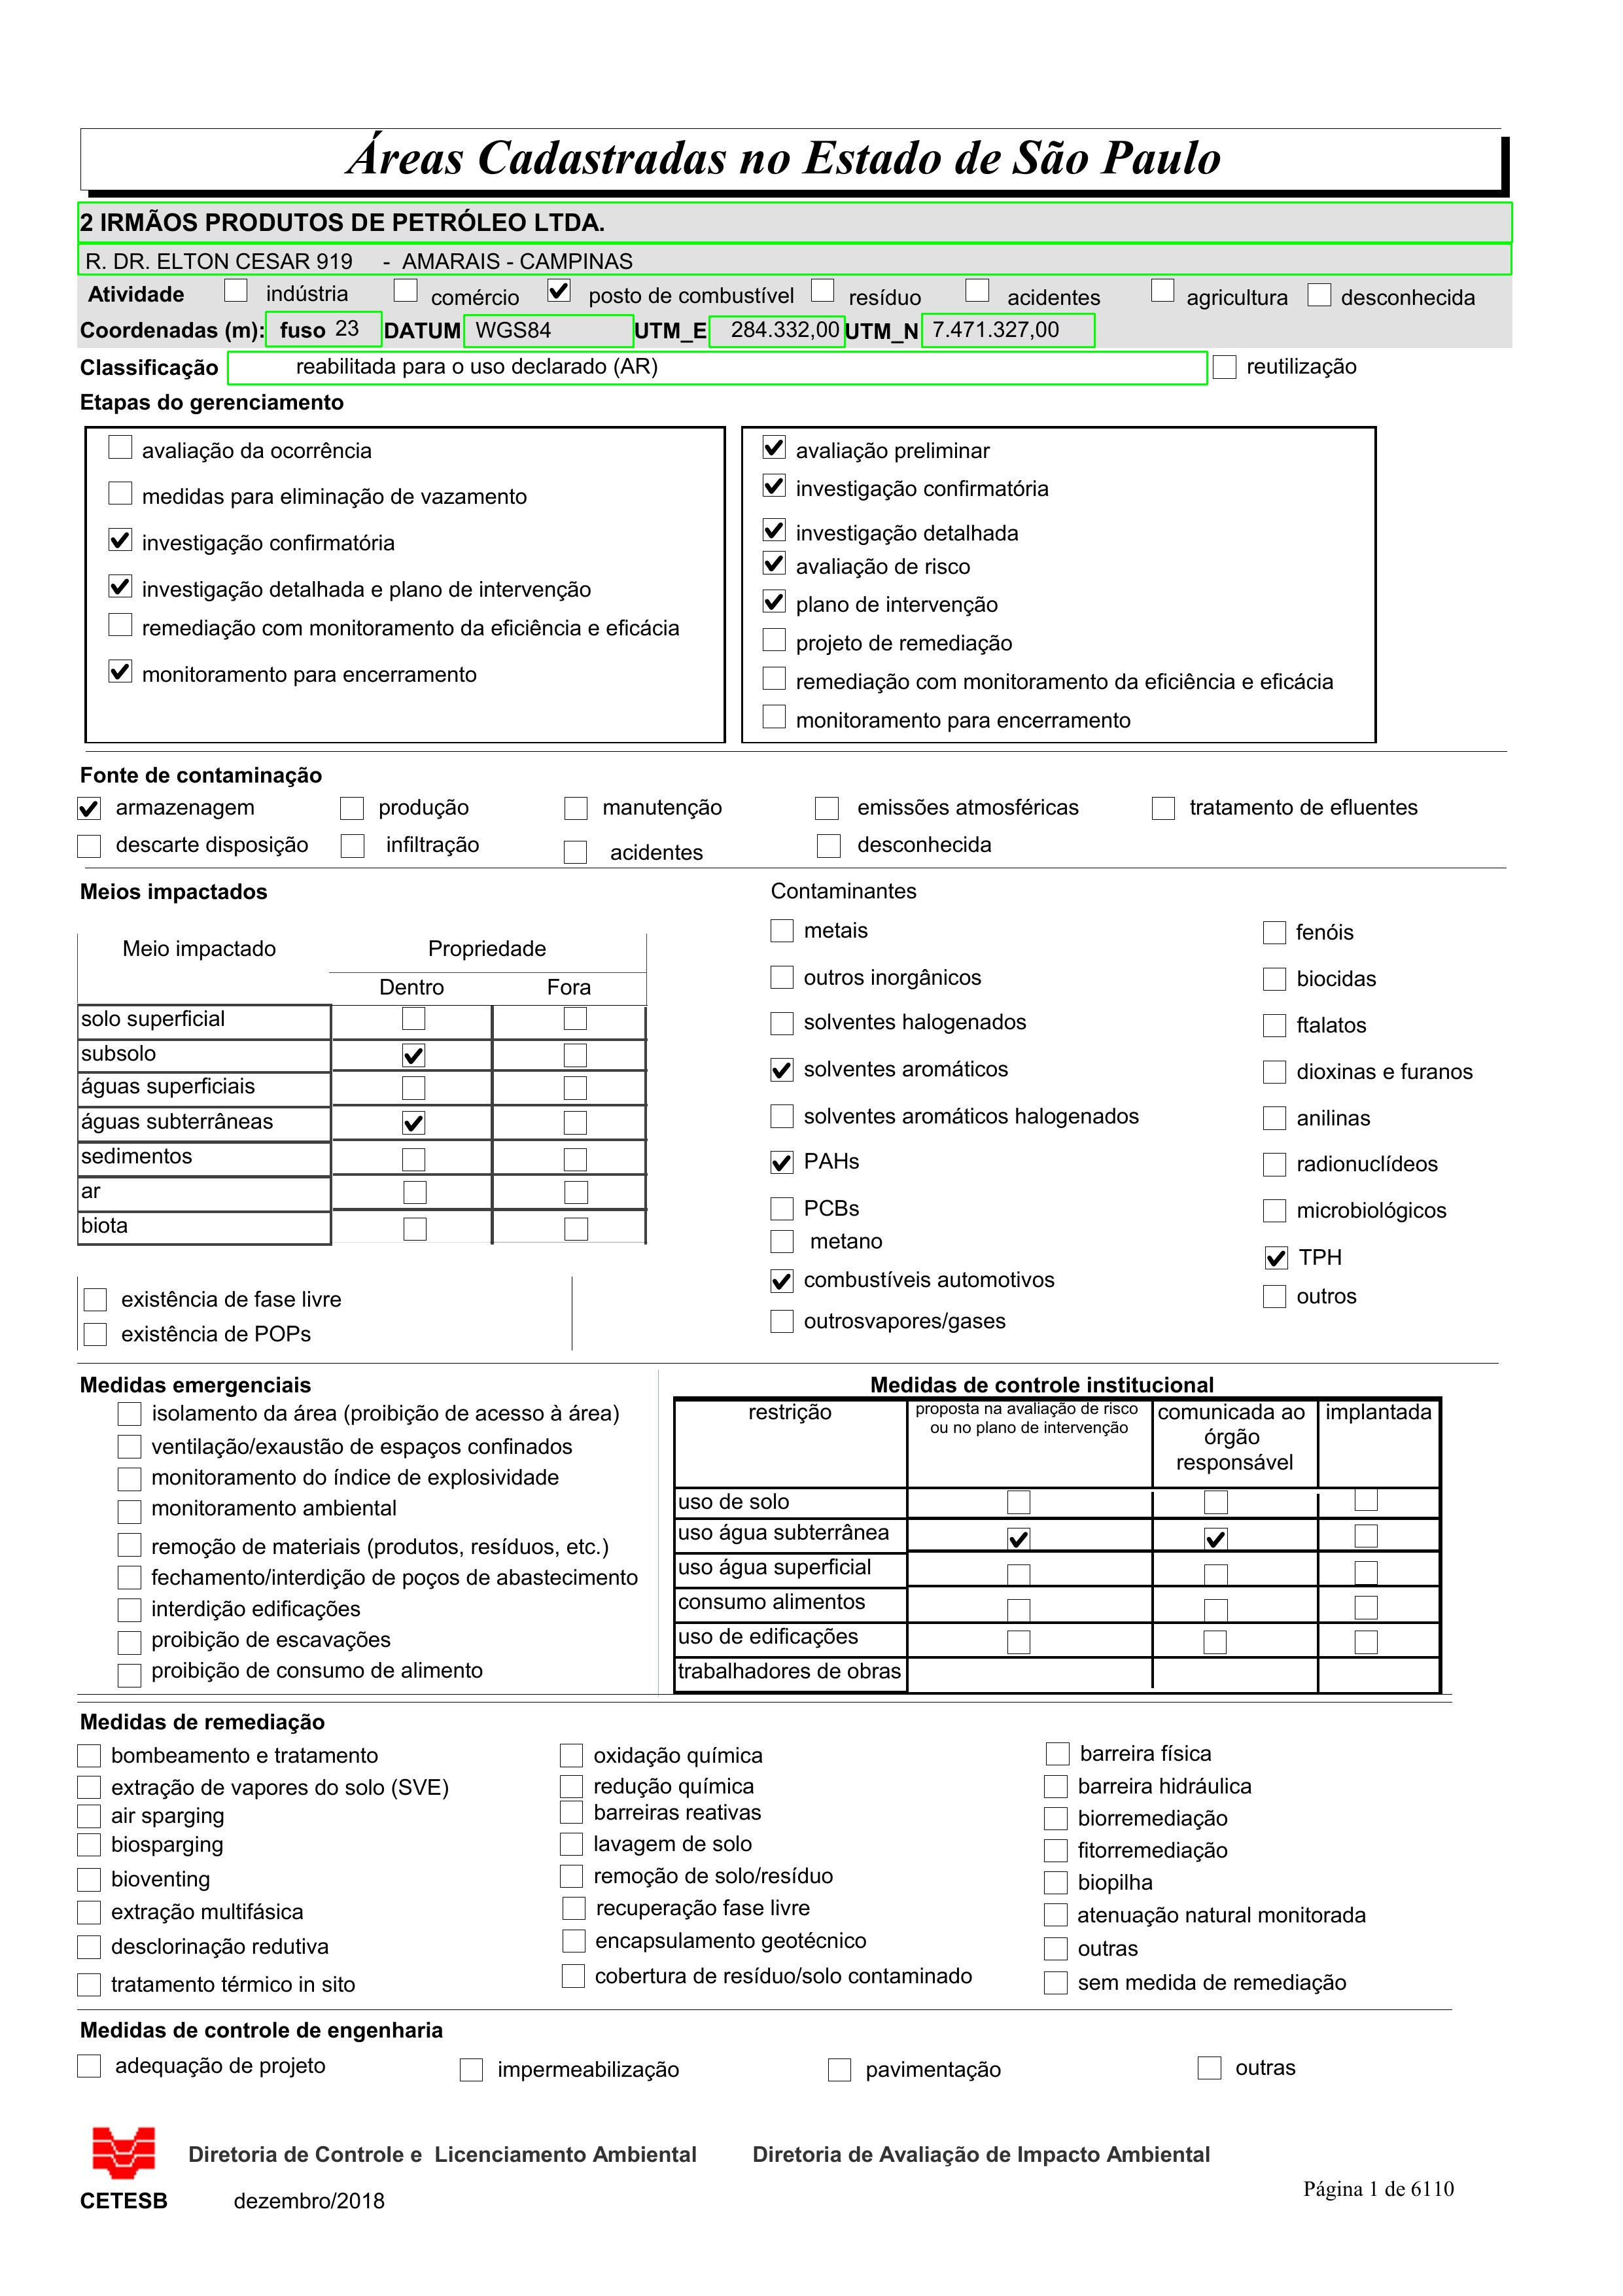 Áreas Cadastradas no Estado de São Paulo
2 IRMÃOS PRODUTOS DE PETRÓLEO LTDA.
R. DR. ELTON CESAR 919 - AMARAIS - CAMPINAS
Atividade indústria comércio posto de combustível resíduo acidentes agricultura desconhecida
Coordenadas (m): fuso 23 DATUM WGS84 UTM_E 284.332,00 UTM_N 7.471.327,00
Classificação reabilitada para o uso declarado (AR) reutilização
Etapas do gerenciamento
avaliação da ocorrência
medidas para eliminação de vazamento
investigação confirmatória
investigação detalhada e plano de intervenção
remediação com monitoramento da eficiência e eficácia
monitoramento para encerramento
avaliação preliminar
investigação confirmatória
investigação detalhada
avaliação de risco
plano de intervenção
projeto de remediação
remediação com monitoramento da eficiência e eficácia
monitoramento para encerramento
Fonte de contaminação
armazenagem produção manutenção emissões atmosféricas tratamento de efluentes
descarte disposição infiltração acidentes desconhecida
Meios impactados
Meio impactado Propriedade
Dentro Fora
solo superficial
subsolo
águas superficiais
águas subterrâneas
sedimentos
ar
biota
existência de fase livre
existência de POPs
Contaminantes
metais
outros inorgânicos
solventes halogenados
solventes aromáticos
solventes aromáticos halogenados
PAHs
PCBs
metano
combustíveis automotivos
outrosvapores/gases
fenóis
biocidas
ftalatos
dioxinas e furanos
anilinas
radionuclídeos
microbiológicos
TPH
outros
Medidas emergenciais
isolamento da área (proibição de acesso à área)
ventilação/exaustão de espaços confinados
monitoramento do índice de explosividade
monitoramento ambiental
remoção de materiais (produtos, resíduos, etc.)
fechamento/interdição de poços de abastecimento
interdição edificações
proibição de escavações
proibição de consumo de alimento
Medidas de controle institucional
restrição proposta na avaliação de risco comunicada ao implantada
ou no plano de intervenção órgão
responsável
uso de solo
uso água subterrânea
uso água superficial
consumo alimentos
uso de edificações
trabalhadores de obras
Medidas de remediação
bombeamento e tratamento
extração de vapores do solo (SVE)
air sparging
biosparging
bioventing
extração multifásica
desclorinação redutiva
tratamento térmico in sito
oxidação química
redução química
barreiras reativas
lavagem de solo
remoção de solo/resíduo
recuperação fase livre
encapsulamento geotécnico
cobertura de resíduo/solo contaminado
barreira física
barreira hidráulica
biorremediação
fitorremediação
biopilha
atenuação natural monitorada
outras
sem medida de remediação
Medidas de controle de engenharia
adequação de projeto impermeabilização pavimentação outras
Diretoria de Controle e Licenciamento Ambiental Diretoria de Avaliação de Impacto Ambiental
CETESB dezembro/2018 Página 1 de 6110